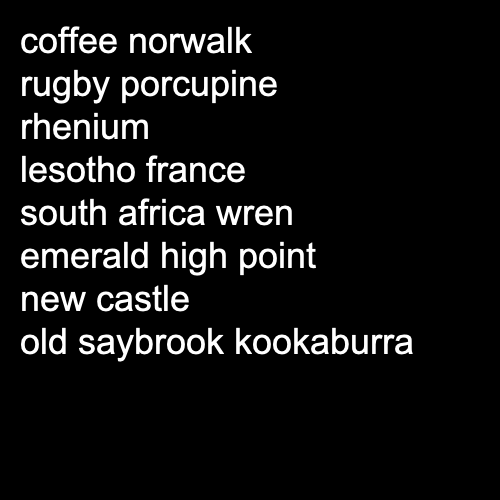 coffee norwalk
rugby porcupine
rhenium
lesotho france
south africa wren
emerald high point
new castle
old saybrook kookaburra